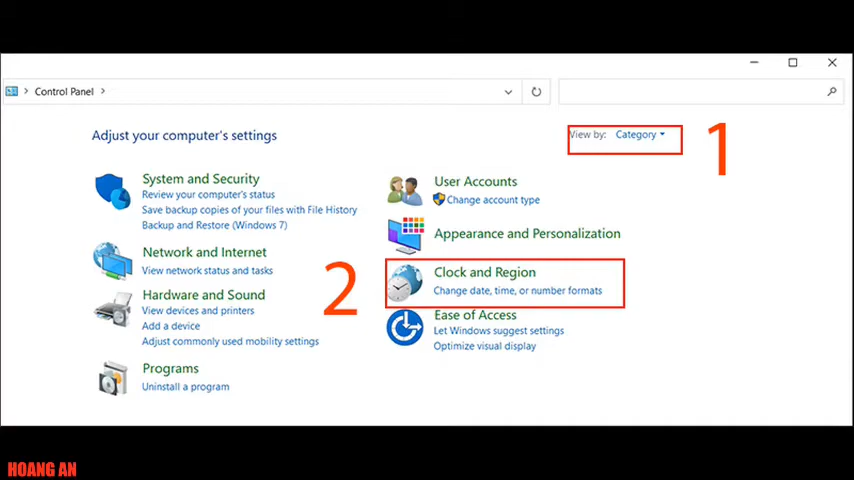 Control Panel
Adjust your computer's settings
View by: Category
1
System and Security
Review your computer's status
Save backup copies of your files with File History
Backup and Restore (Windows 7)
Network and Internet
View network status and tasks
Hardware and Sound
View devices and printers
Add a device
Adjust commonly used mobility settings
Programs
Uninstall a program
User Accounts
Change account type
Appearance and Personalization
2
Clock and Region
Change date, time, or number formats
Ease of Access
Let Windows suggest settings
Optimize visual display
HOANG AN